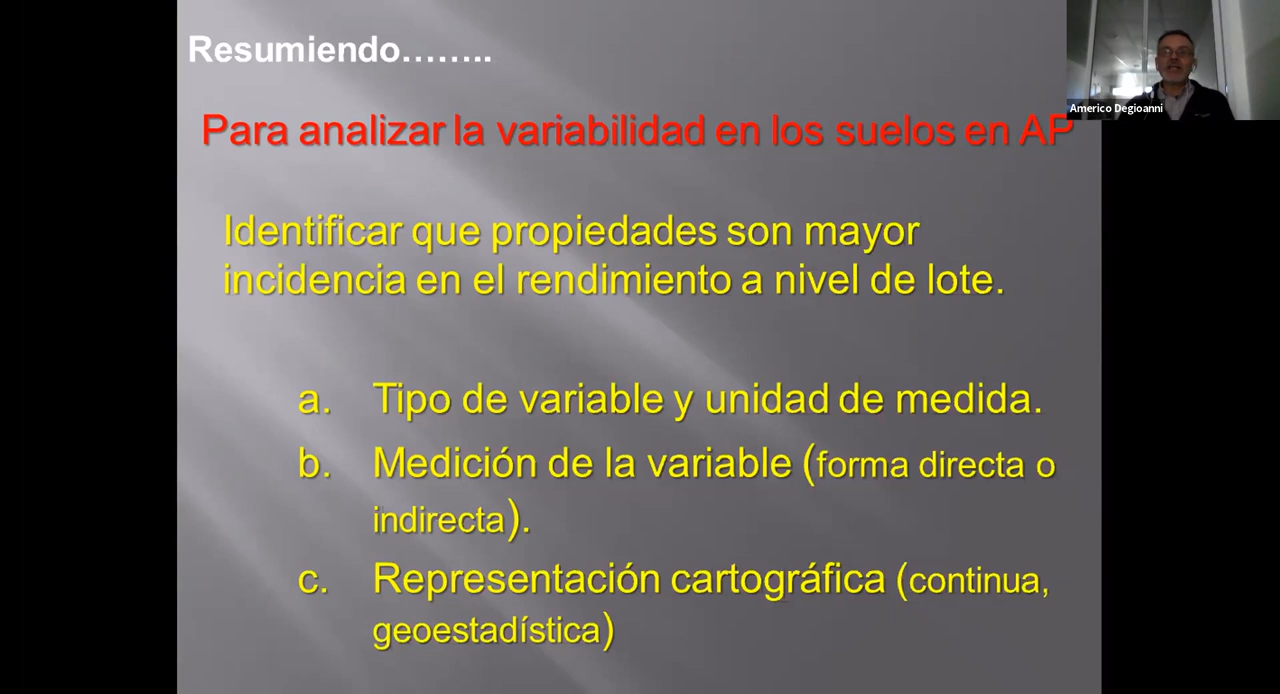 Resumiendo……..
Americo Degioanni
Para analizar la variabilidad en los suelos en AP
Identificar que propiedades son mayor
incidencia en el rendimiento a nivel de lote.
a. Tipo de variable y unidad de medida.
b. Medición de la variable (forma directa o
indirecta).
c. Representación cartográfica (continua,
geoestadística)